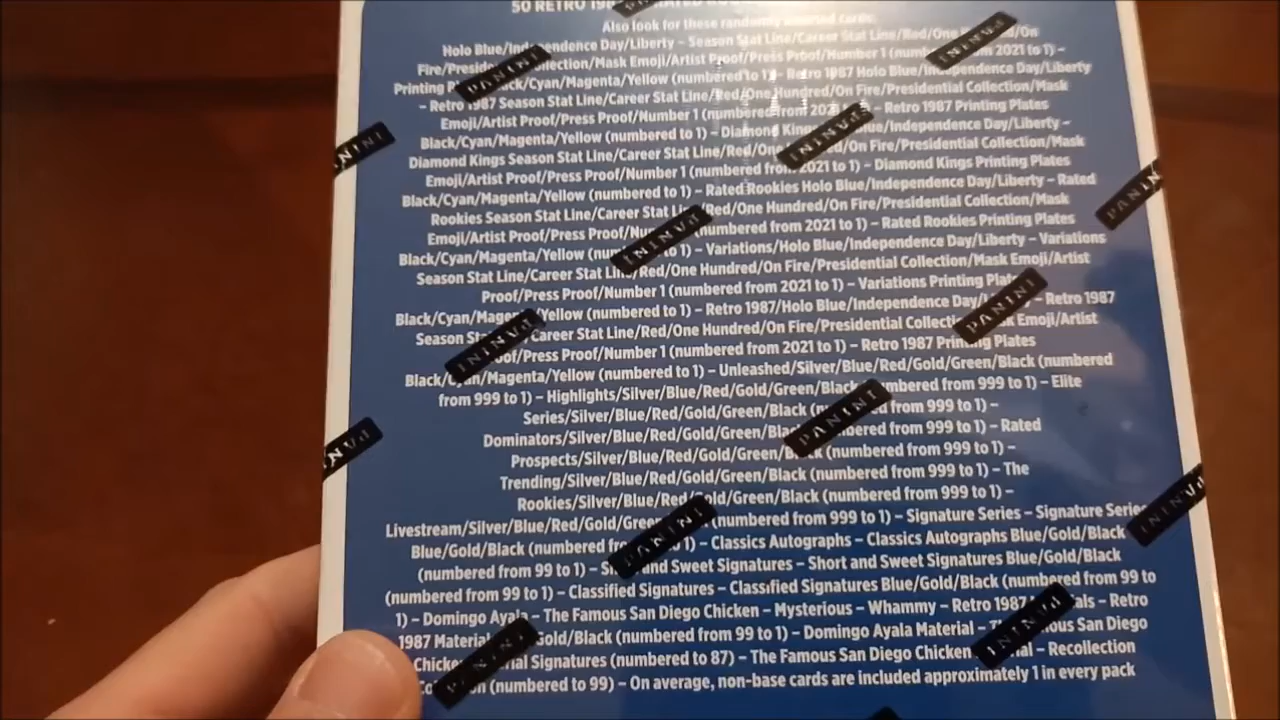 50 RETRO
Also look for these randomly inserted cards:
Holo Blue/Independence Day/Liberty – Season Stat Line/Career Stat Line/Red/One /On
Fire/ Collection/Mask Emoji/Artist Proof/Press Proof/Number 1 ( 2021 to 1) –
Printing /Cyan/Magenta/Yellow (numbered to 1) – Retro 1987 Holo Blue/Independence Day/Liberty
– Retro 1987 Season Stat Line/Career Stat Line/Red/One Hundred/On Fire/Presidential Collection/Mask
Emoji/Artist Proof/Press Proof/Number 1 (numbered from 2021 – Retro 1987 Printing Plates
Black/Cyan/Magenta/Yellow (numbered to 1) – Diamond Kings /Independence Day/Liberty –
Diamond Kings Season Stat Line/Career Stat Line/Red/One /On Fire/Presidential Collection/Mask
Emoji/Artist Proof/Press Proof/Number 1 (numbered from 2021 to 1) – Diamond Kings Printing Plates
Black/Cyan/Magenta/Yellow (numbered to 1) – Rated Rookies Holo Blue/Independence Day/Liberty – Rated
Rookies Season Stat Line/Career Stat Line/Red/One Hundred/On Fire/Presidential Collection/Mask
Emoji/Artist Proof/Press Proof/ (numbered from 2021 to 1) – Rated Rookies Printing Plates
Black/Cyan/Magenta/Yellow to 1) – Variations/Holo Blue/Independence Day/Liberty – Variations
Season Stat Line/Career Stat Line/Red/One Hundred/On Fire/Presidential Collection/Mask Emoji/Artist
Proof/Press Proof/Number 1 (numbered from 2021 to 1) – Variations Printing Plates
Black/Cyan/Magenta/Yellow (numbered to 1) – Retro 1987/Holo Blue/Independence Day/ – Retro 1987
Season Career Stat Line/Red/One Hundred/On Fire/Presidential Emoji/Artist
/Press Proof/Number 1 (numbered from 2021 to 1) – Retro 1987 Printing Plates
Black/Cyan/Magenta/Yellow (numbered to 1) – Unleashed/Silver/Blue/Red/Gold/Green/Black (numbered
from 999 to 1) – Highlights/Silver/Blue/Red/Gold/Green/Black from 999 to 1) – Elite
Series/Silver/Blue/Red/Gold/Green/Black from 999 to 1) –
Dominators/Silver/Blue/Red/Gold/Green/ from 999 to 1) – Rated
Prospects/Silver/Blue/Red/Gold/Green/Black (numbered from 999 to 1) –
Trending/Silver/Blue/Red/Gold/Green/Black (numbered from 999 to 1) – The
Rookies/Silver/Blue/Red/Gold/Green/Black (numbered from 999 to 1) –
Livestream/Silver/Blue/Red/Gold/ (numbered from 999 to 1) – Signature Series – Signature Series
Blue/Gold/Black (numbered 1) – Classics Autographs – Classics Autographs Blue/Gold/Black
(numbered from 99 to 1) – and Sweet Signatures – Short and Sweet Signatures Blue/Gold/Black
(numbered from 99 to 1) – Classified Signatures – Classified Signatures Blue/Gold/Black (numbered from 99 to
1) – Domingo Ayala – The Famous San Diego Chicken – Mysterious – Whammy – Retro 1987 – Retro
1987 Material /Gold/Black (numbered from 99 to 1) – Domingo Ayala Material – San Diego
Chicken Signatures (numbered to 87) – The Famous San Diego Chicken – Recollection
(numbered to 99) – On average, non-base cards are included approximately 1 in every pack
PANINI
PANINI
PANINI
PANINI
PANINI
PANINI
PANINI
PANINI
PANINI
PANINI
PANINI
PANINI
PANINI
PANINI